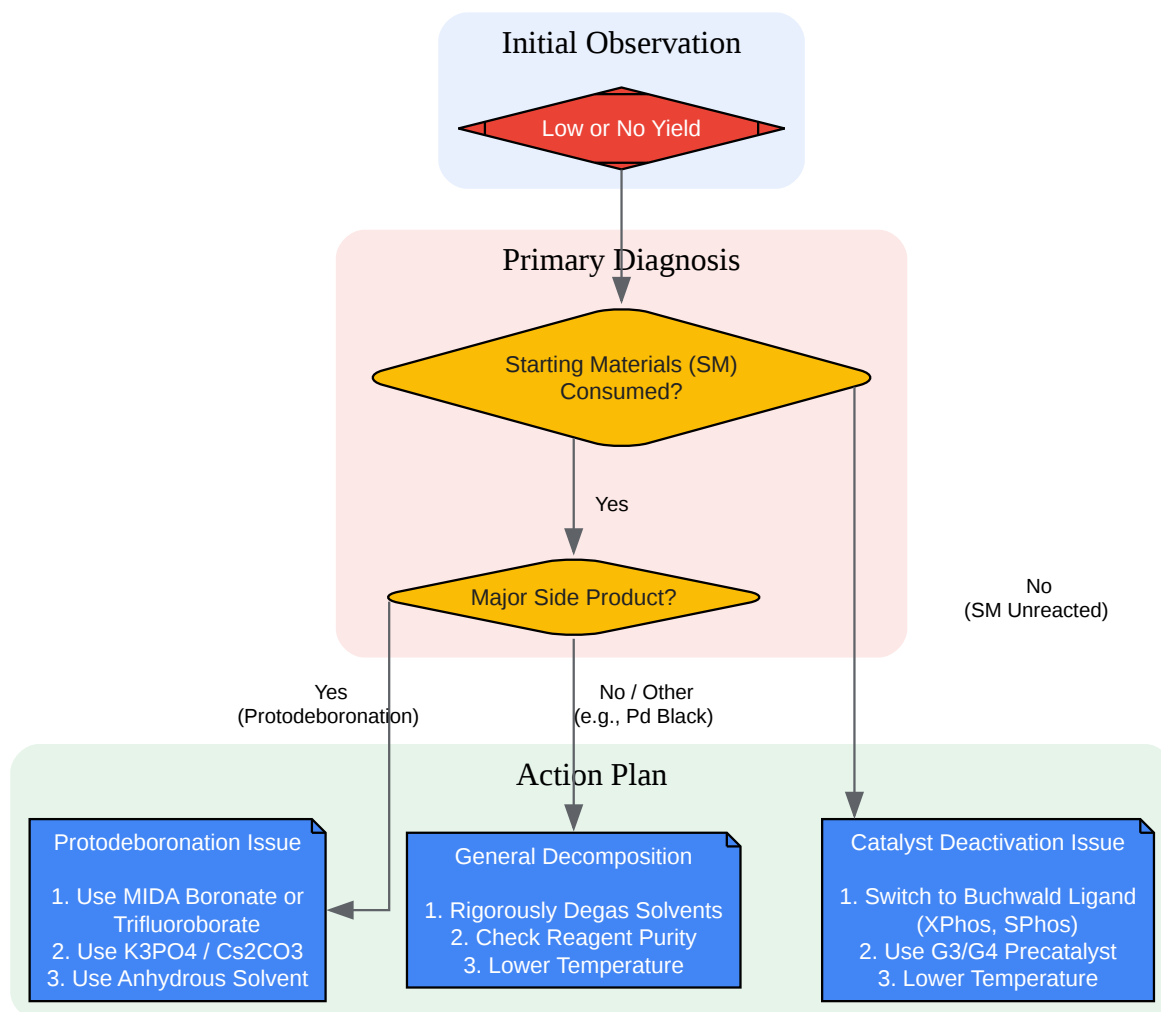 Initial Observation
Low or No Yield
Primary Diagnosis
Starting Materials (SM)
Consumed?
Yes
Major Side Product?
No
(SM Unreacted)
Yes
(Protodeboronation)
No / Other
(e.g., Pd Black)
Action Plan
Protodeboronation Issue
1. Use MIDA Boronate or
Trifluoroborate
2. Use K3PO4 / Cs2CO3
3. Use Anhydrous Solvent
General Decomposition
1. Rigorously Degas Solvents
2. Check Reagent Purity
3. Lower Temperature
Catalyst Deactivation Issue
1. Switch to Buchwald Ligand
(XPhos, SPhos)
2. Use G3/G4 Precatalyst
3. Lower Temperature